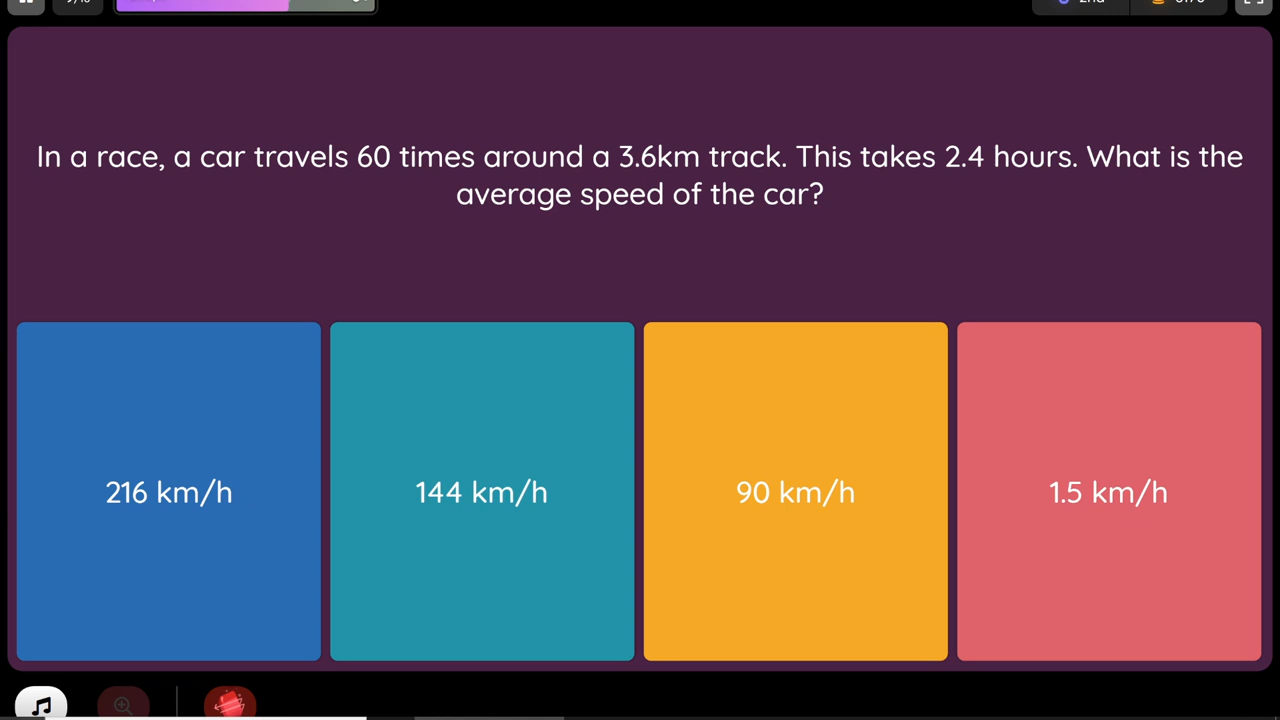 In a race, a car travels 60 times around a 3.6km track. This takes 2.4 hours. What is the
average speed of the car?
216 km/h
144 km/h
90 km/h
1.5 km/h